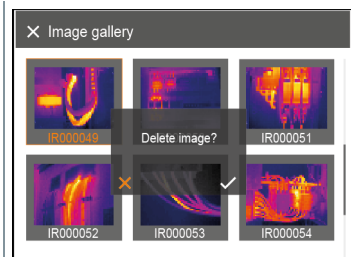 Image gallery
IR000049
Delete image?
IR000051
IR000052
IR000053
IR000054